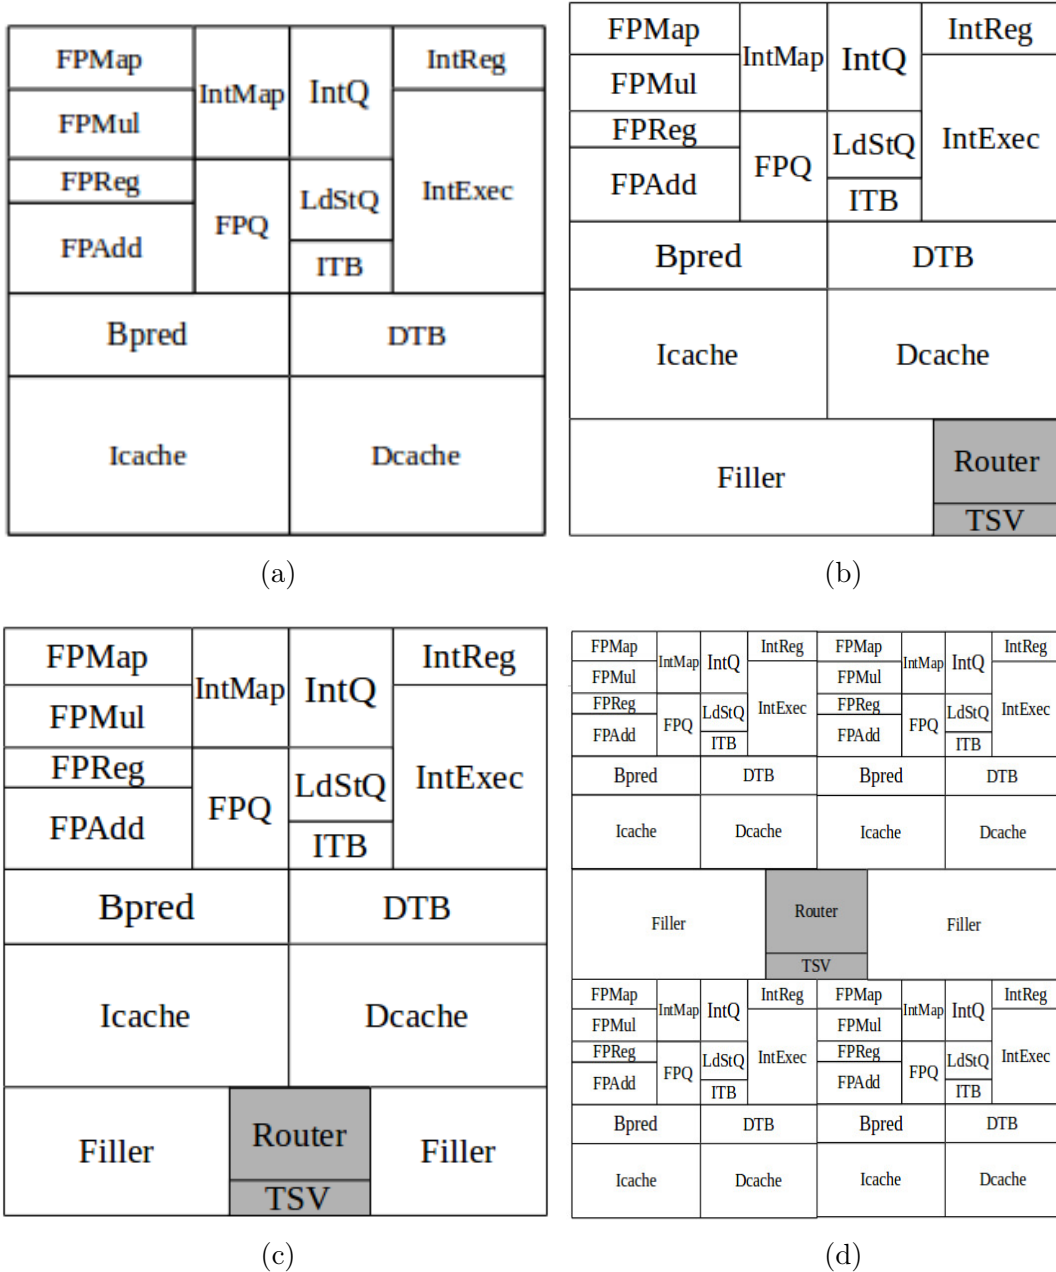 FPMap IntMap IntQ IntReg
FPMul
FPReg FPQ LdStQ IntExec
FPAdd ITB
Bpred DTB
Icache Dcache
(a)
FPMap IntMap IntQ IntReg
FPMul
FPReg FPQ LdStQ IntExec
FPAdd ITB
Bpred DTB
Icache Dcache
Filler Router
TSV
(b)
FPMap IntMap IntQ IntReg
FPMul
FPReg FPQ LdStQ IntExec
FPAdd ITB
Bpred DTB
Icache Dcache
Filler Router Filler
TSV
(c)
FPMap IntMap IntQ IntReg FPMap IntMap IntQ IntReg
FPMul FPMul
FPReg FPQ LdStQ IntExec FPReg FPQ LdStQ IntExec
FPAdd ITB FPAdd ITB
Bpred DTB Bpred DTB
Icache Dcache Icache Dcache
Filler Router Filler
TSV
FPMap IntMap IntQ IntReg FPMap IntMap IntQ IntReg
FPMul FPMul
FPReg FPQ LdStQ IntExec FPReg FPQ LdStQ IntExec
FPAdd ITB FPAdd ITB
Bpred DTB Bpred DTB
Icache Dcache Icache Dcache
(d)